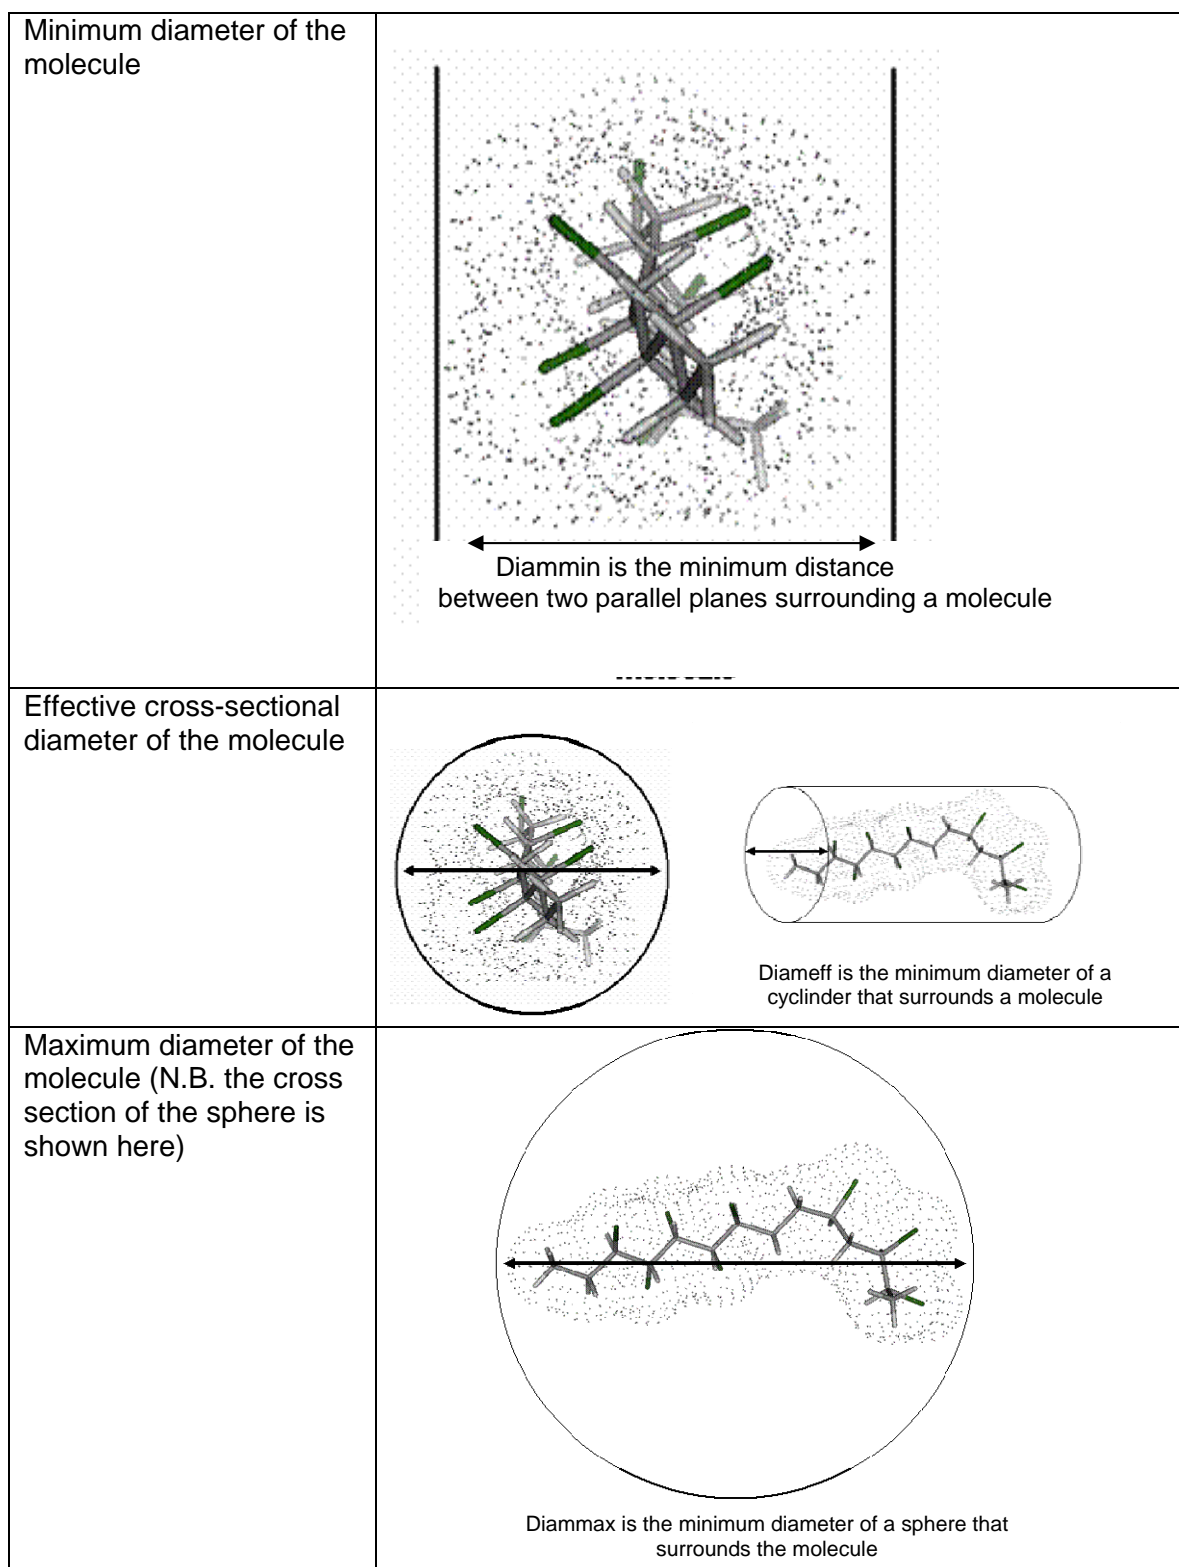 Minimum diameter of the
molecule
Diammin is the minimum distance
between two parallel planes surrounding a molecule
Effective cross-sectional
diameter of the molecule
Diameff is the minimum diameter of a
cyclinder that surrounds a molecule
Maximum diameter of the
molecule (N.B. the cross
section of the sphere is
shown here)
Diammax is the minimum diameter of a sphere that
surrounds the molecule